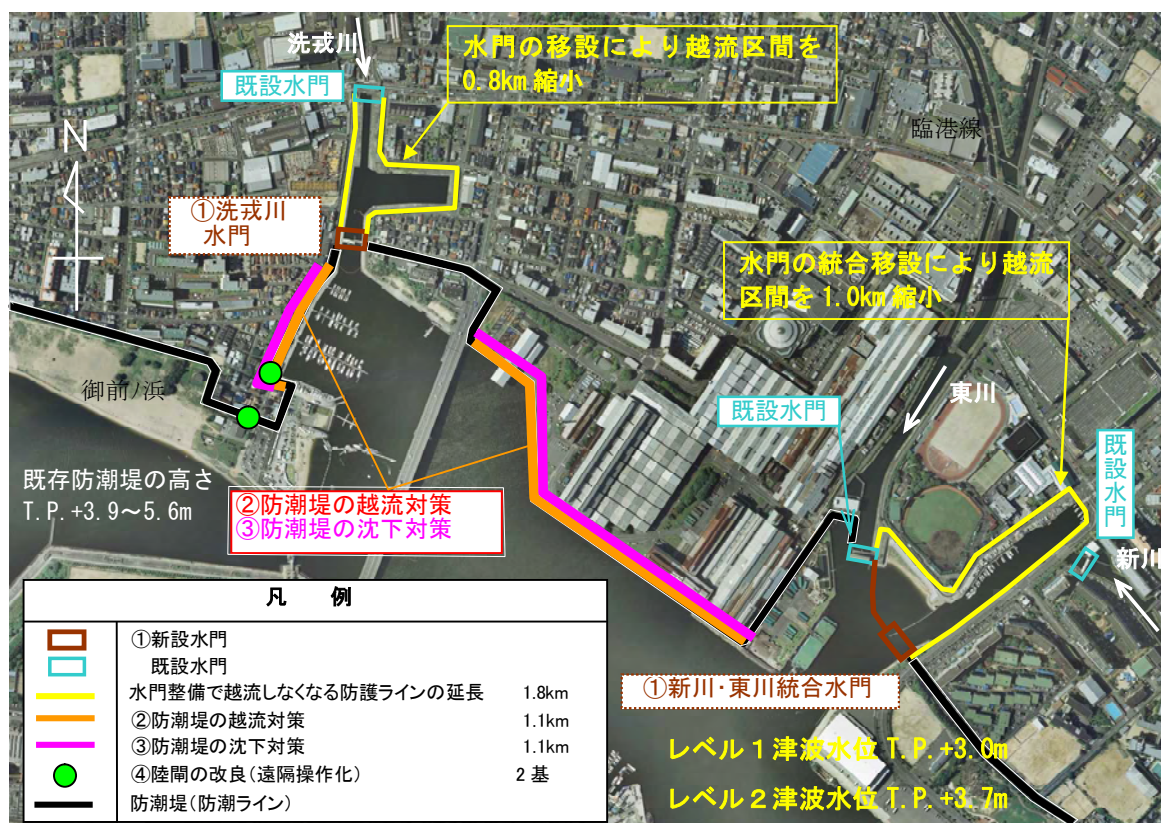 洗戎川
水門の移設により越流区間を
0.8km 縮小
既設水門
臨港線
N
①洗戎川
水門
水門の統合移設により越流
区間を 1.0km 縮小
御前ノ浜
既設水門
東川
既設水門
新川
既存防潮堤の高さ
T.P.+3.9～5.6m
②防潮堤の越流対策
③防潮堤の沈下対策
凡 例
①新設水門
既設水門
水門整備で越流しなくなる防護ラインの延長 1.8km
②防潮堤の越流対策 1.1km
③防潮堤の沈下対策 1.1km
④陸閘の改良(遠隔操作化) 2 基
防潮堤(防潮ライン)
①新川・東川統合水門
レベル１津波水位 T.P.+3.0m
レベル２津波水位 T.P.+3.7m